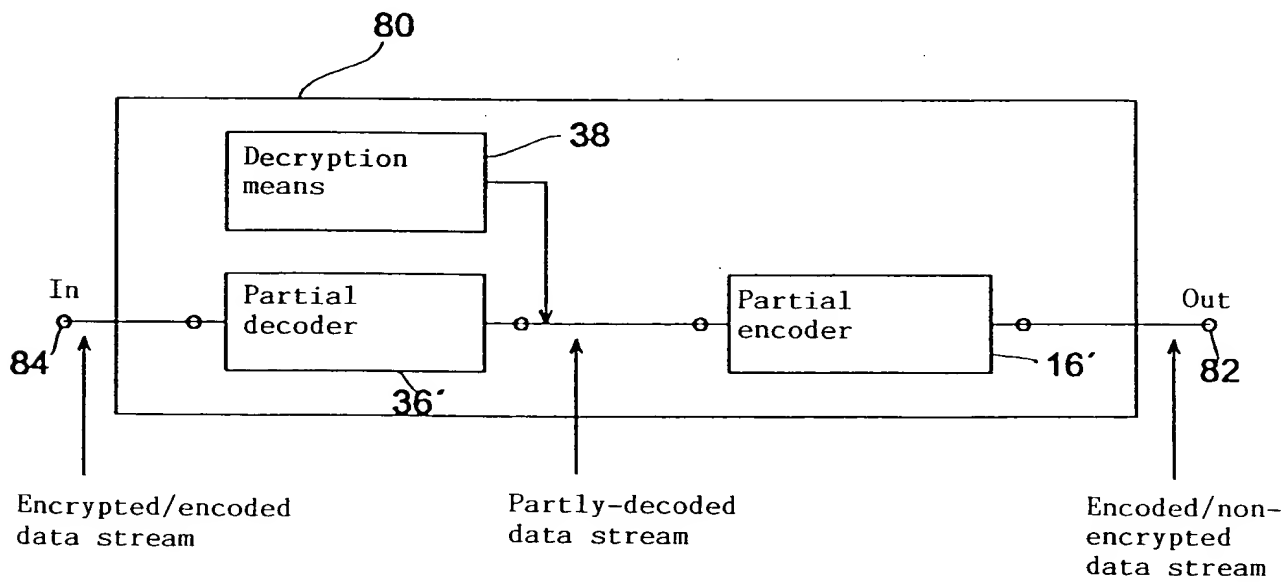 80
Decryption
means
38
In
Partial
decoder
Partial
encoder
Out
84
36′
16′
82
Encrypted/encoded
data stream
Partly-decoded
data stream
Encoded/non-
encrypted
data stream